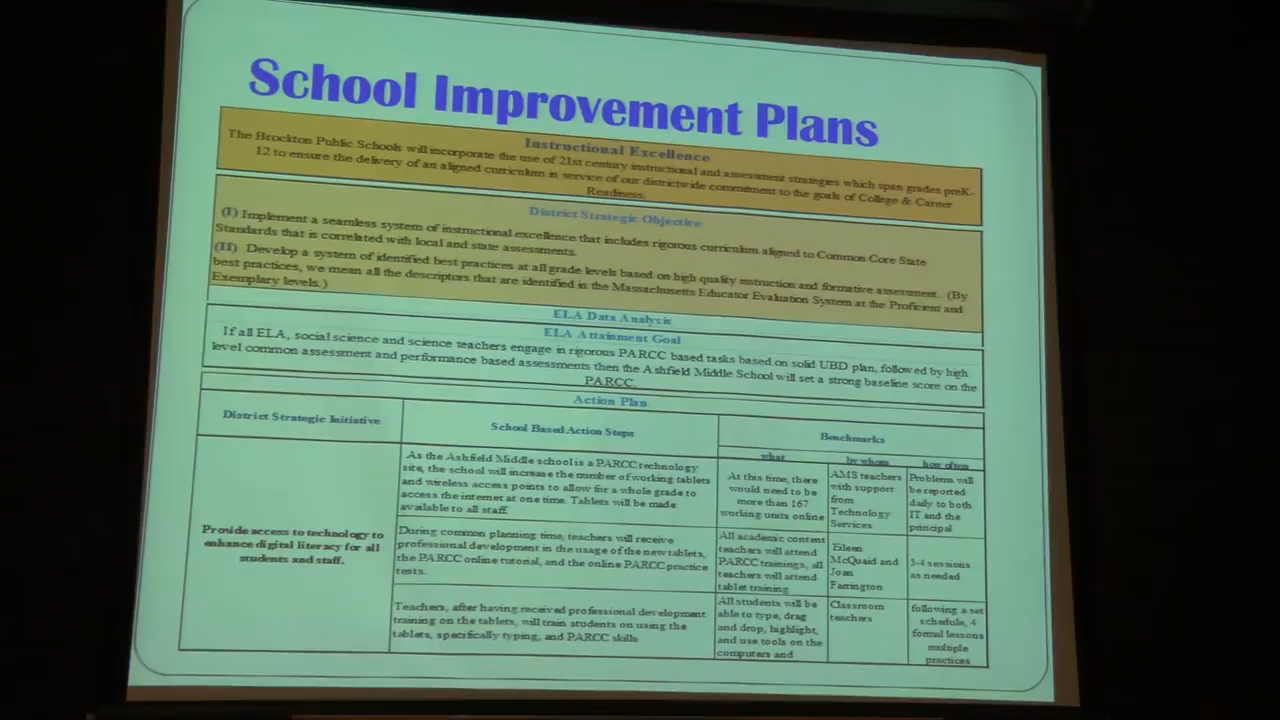 School Improvement Plans
Instructional Excellence
The Brockton Public Schools will incorporate the use of 21st century instructional and assessment strategies which span grades preK-
12 to ensure the delivery of an aligned curriculum in service of our districtwide commitment to the goals of College & Career
Readiness.
District Strategic Objective
(I) Implement a seamless system of instructional excellence that includes rigorous curriculum aligned to Common Core State
Standards that is correlated with local and state assessments.
(II) Develop a system of identified best practices at all grade levels based on high quality instruction and formative assessment. (By
best practices, we mean all the descriptors that are identified in the Massachusetts Educator Evaluation System at the Proficient and
Exemplary levels.)
ELA Data Analysis
ELA Attainment Goal
If all ELA, social science and science teachers engage in rigorous PARCC based tasks based on solid UBD plan, followed by high
level common assessment and performance based assessments then the Ashfield Middle School will set a strong baseline score on the
PARCC.
Action Plan
District Strategic Initiative
School Based Action Steps
Benchmarks
what
by whom
how often
Provide access to technology to
enhance digital literacy for all
students and staff.
As the Ashfield Middle school is a PARCC technology
site, the school will increase the number of working tablets
and wireless access points to allow for a whole grade to
access the internet at one time. Tablets will be made
available to all staff.
At this time, there
would need to be
more than 167
working units online
AMS teachers
with support
from
Technology
Services
Problems will
be reported
daily to both
IT and the
principal
During common planning time, teachers will receive
professional development in the usage of the new tablets,
the PARCC online tutorial, and the online PARCC practice
tests.
All academic content
teachers will attend
PARCC trainings, all
teachers will attend
tablet training
Eileen
McQuaid and
Joan
Farrington
3-4 sessions
as needed
Teachers, after having received professional development
training on the tablets, will train students on using the
tablets, specifically typing, and PARCC skills
All students will be
able to type, drag
and drop, highlight,
and use tools on the
computers and
Classroom
teachers
following a set
schedule, 4
formal lessons
multiple
practices